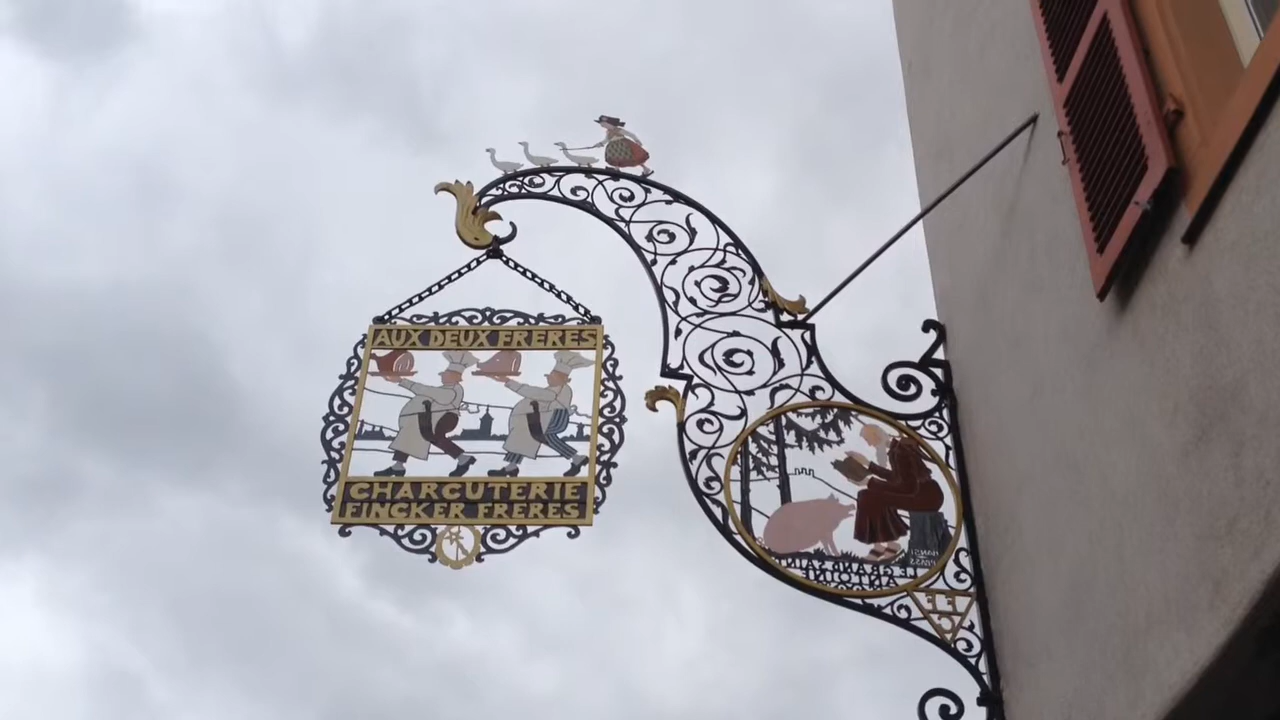 AUX DEUX FRERES
CHARCUTERIE
FINCKER FRERES
LE GRAND SAINT
ANTOINE